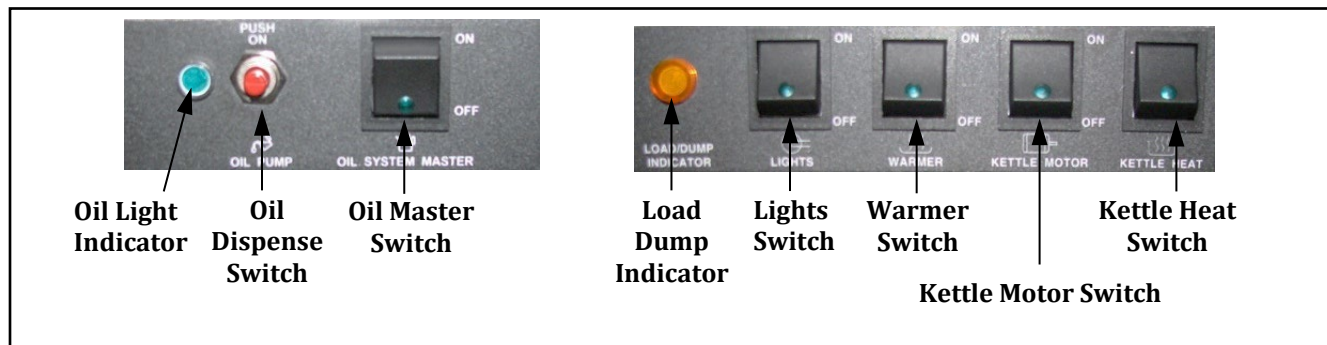 PUSH
ON
ON
OFF
OIL PUMP
OIL SYSTEM MASTER
Oil Light
Indicator
Oil
Dispense
Switch
Oil Master
Switch
ON
OFF
ON
OFF
LOAD/DUMP
INDICATOR
LIGHTS
WARMER
KETTLE MOTOR
KETTLE HEAT
Load
Dump
Indicator
Lights
Switch
Warmer
Switch
Kettle Motor Switch
Kettle Heat
Switch